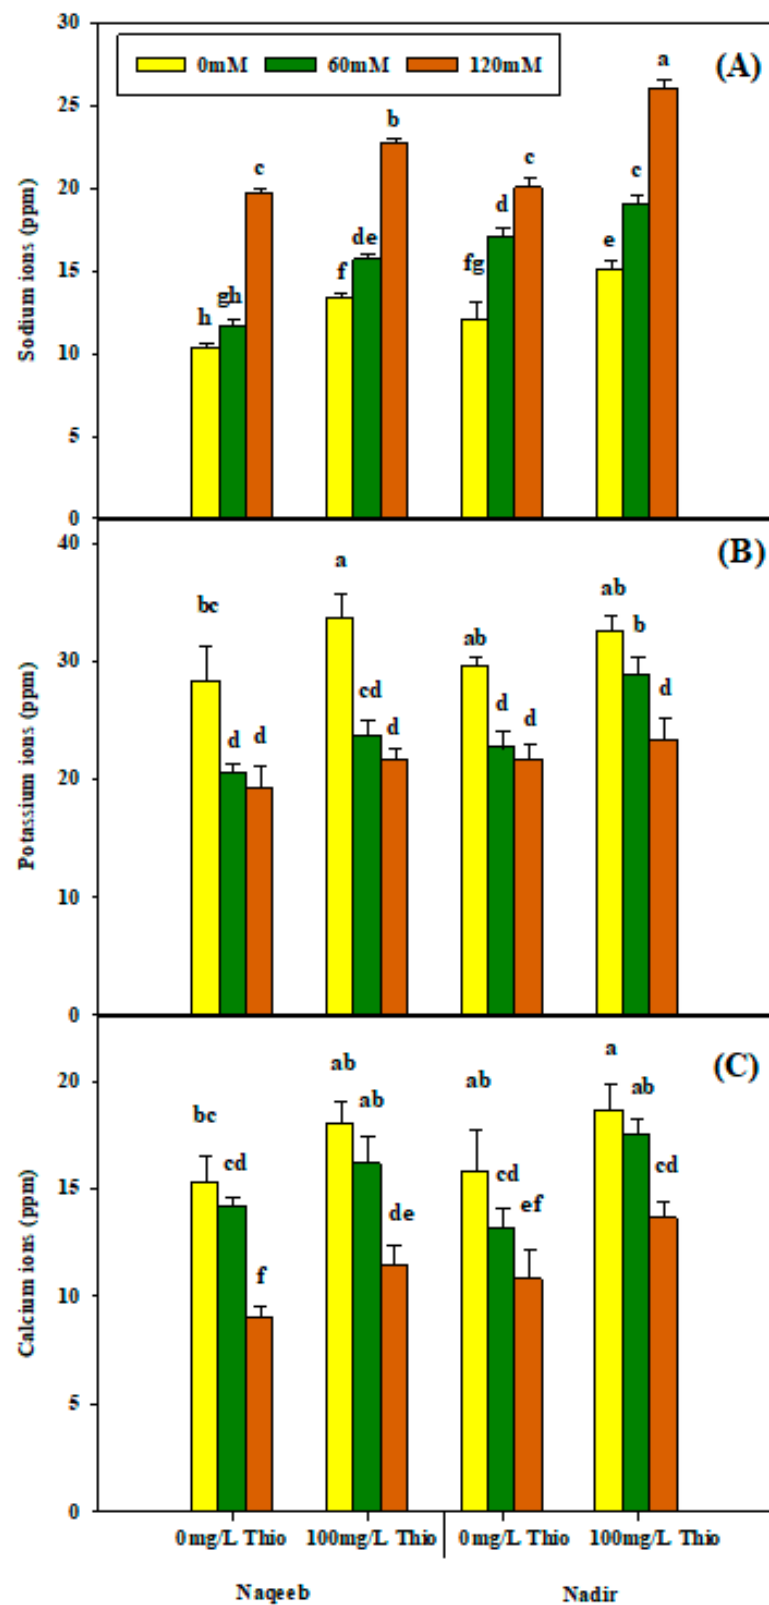 30
0mM 60mM 120mM
(A)
a
25
b
c
c
c
20
d
de
e
fg
f
gh
h
15
10
5
0
Sodium ions (ppm)
40
(B)
a
ab
bc
ab
b
30
cd
d
d
d
d
d
d
20
10
0
Potassium ions (ppm)
(C)
a
ab
ab
ab
ab
20
bc
cd
cd
cd
ef
de
f
15
10
5
0
Calcium ions (ppm)
0mg/L Thio 100mg/L Thio 0mg/L Thio 100mg/L Thio
Naqeeb Nadir